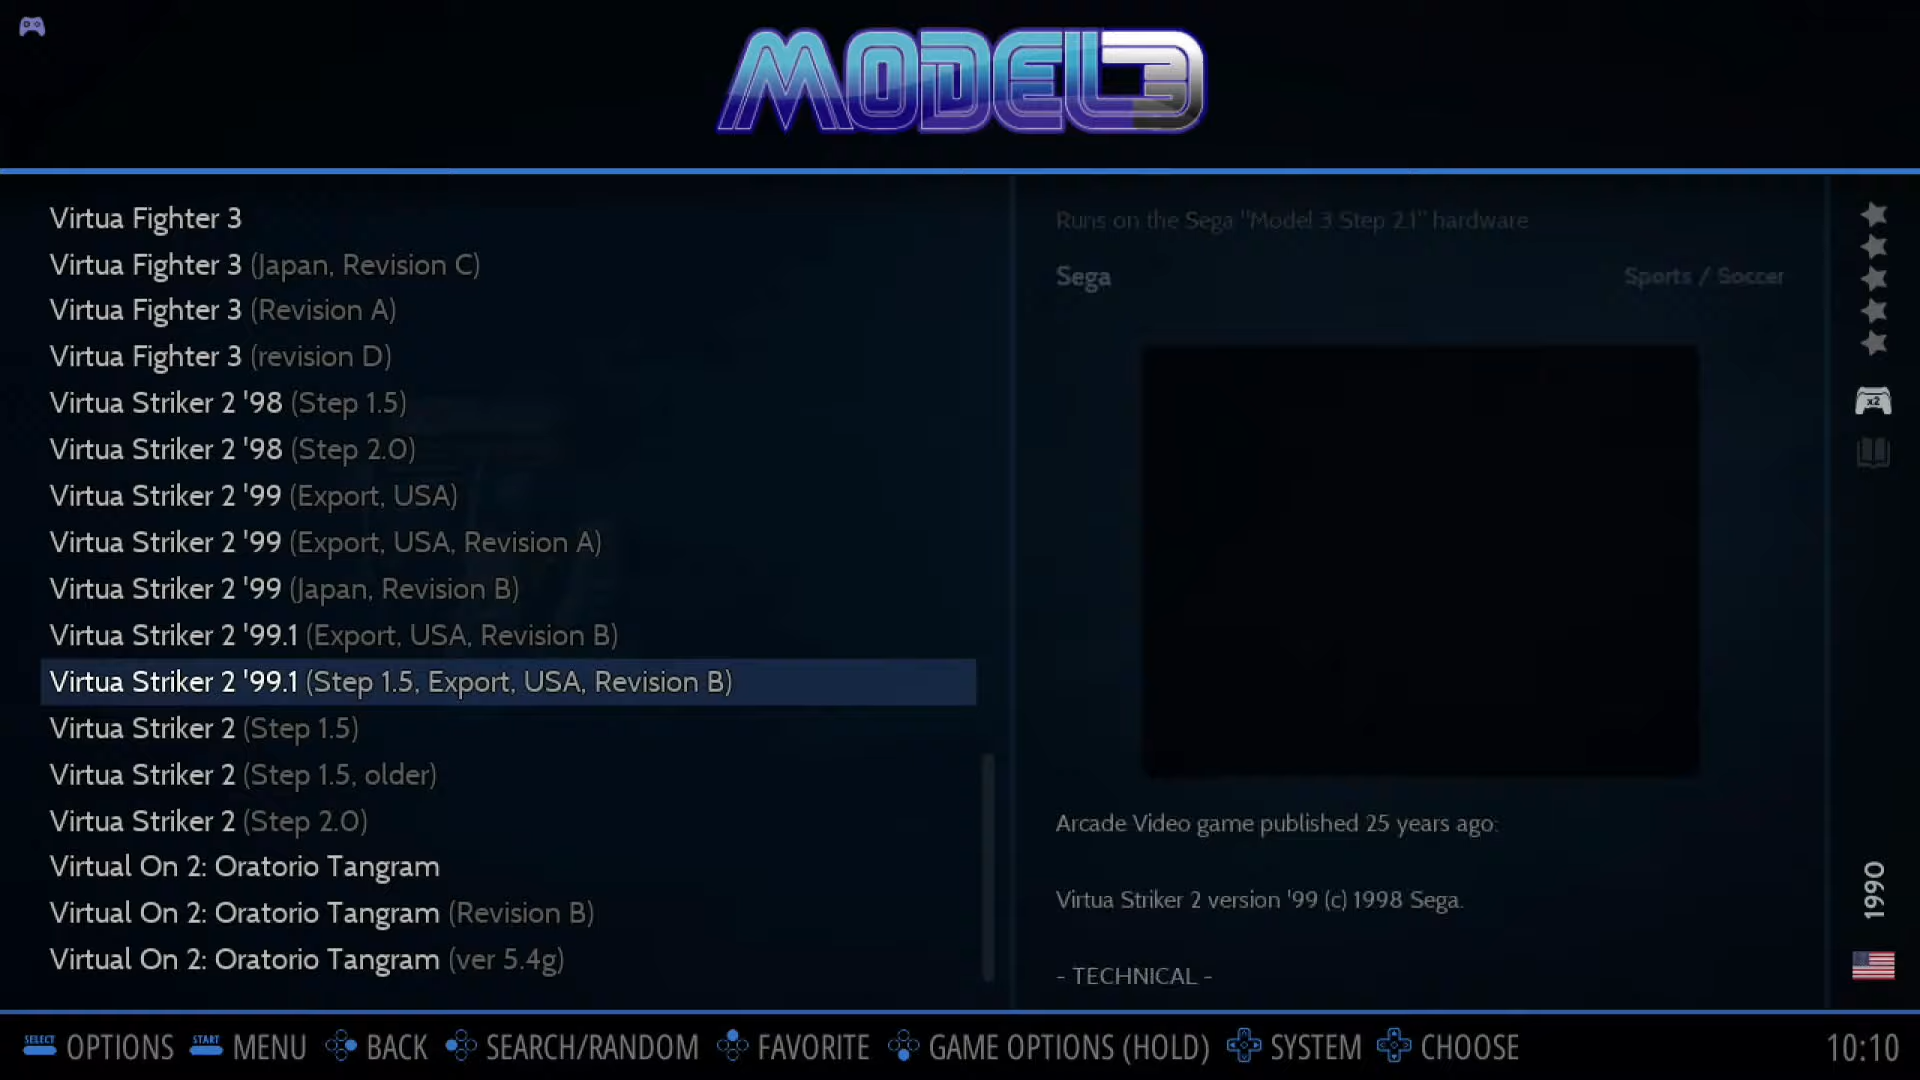 MODEL3
Virtua Fighter 3
Virtua Fighter 3 (Japan, Revision C)
Virtua Fighter 3 (Revision A)
Virtua Fighter 3 (revision D)
Virtua Striker 2 '98 (Step 1.5)
Virtua Striker 2 '98 (Step 2.0)
Virtua Striker 2 '99 (Export, USA)
Virtua Striker 2 '99 (Export, USA, Revision A)
Virtua Striker 2 '99 (Japan, Revision B)
Virtua Striker 2 '99.1 (Export, USA, Revision B)
Virtua Striker 2 '99.1 (Step 1.5, Export, USA, Revision B)
Virtua Striker 2 (Step 1.5)
Virtua Striker 2 (Step 1.5, older)
Virtua Striker 2 (Step 2.0)
Virtual On 2: Oratorio Tangram
Virtual On 2: Oratorio Tangram (Revision B)
Virtual On 2: Oratorio Tangram (ver 5.4g)
Runs on the Sega "Model 3 Step 2.1" hardware
Sega
Sports / Soccer
Arcade Video game published 25 years ago:
Virtua Striker 2 version '99 (c) 1998 Sega.
- TECHNICAL -
x2
1990
SELECT OPTIONS START MENU BACK SEARCH/RANDOM FAVORITE GAME OPTIONS (HOLD) SYSTEM CHOOSE 10:10